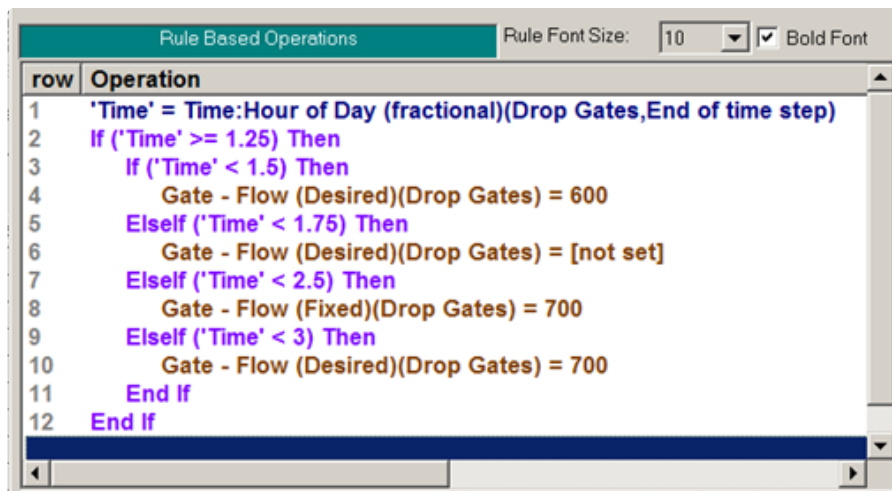 Rule Based Operations Rule Font Size: 10 Bold Font
row Operation
1 'Time' = Time:Hour of Day (fractional)(Drop Gates,End of time step)
2 If ('Time' >= 1.25) Then
3 If ('Time' < 1.5) Then
4 Gate - Flow (Desired)(Drop Gates) = 600
5 ElseIf ('Time' < 1.75) Then
6 Gate - Flow (Desired)(Drop Gates) = [not set]
7 ElseIf ('Time' < 2.5) Then
8 Gate - Flow (Fixed)(Drop Gates) = 700
9 ElseIf ('Time' < 3) Then
10 Gate - Flow (Desired)(Drop Gates) = 700
11 End If
12 End If